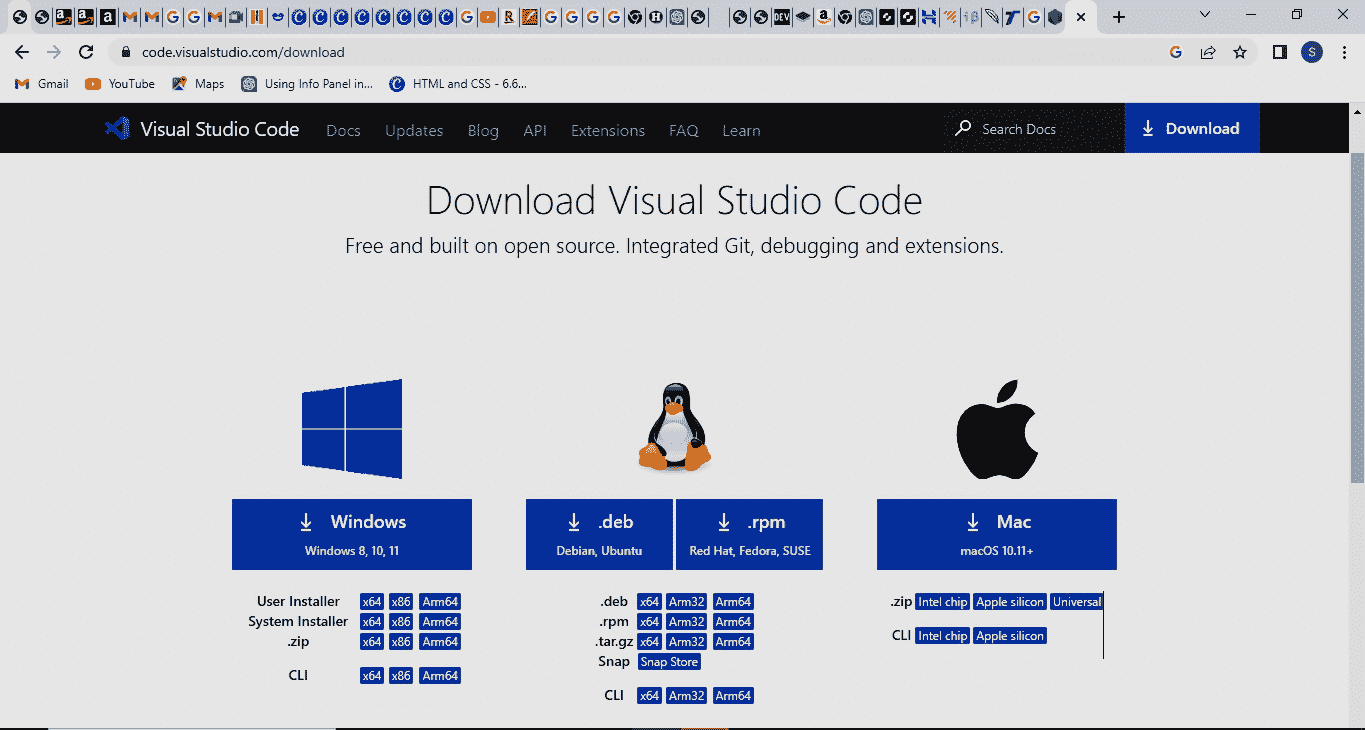 code.visualstudio.com/download
S
Gmail YouTube Maps Using Info Panel in... HTML and CSS - 6.6...
Visual Studio Code Docs Updates Blog API Extensions FAQ Learn Search Docs Download
Download Visual Studio Code
Free and built on open source. Integrated Git, debugging and extensions.
Windows
Windows 8, 10, 11
User Installer x64 x86 Arm64
System Installer x64 x86 Arm64
.zip x64 x86 Arm64
CLI x64 x86 Arm64
.deb
Debian, Ubuntu
.rpm
Red Hat, Fedora, SUSE
.deb x64 Arm32 Arm64
.rpm x64 Arm32 Arm64
.tar.gz x64 Arm32 Arm64
Snap Snap Store
CLI x64 Arm32 Arm64
Mac
macOS 10.11+
.zip Intel chip Apple silicon Universal
CLI Intel chip Apple silicon